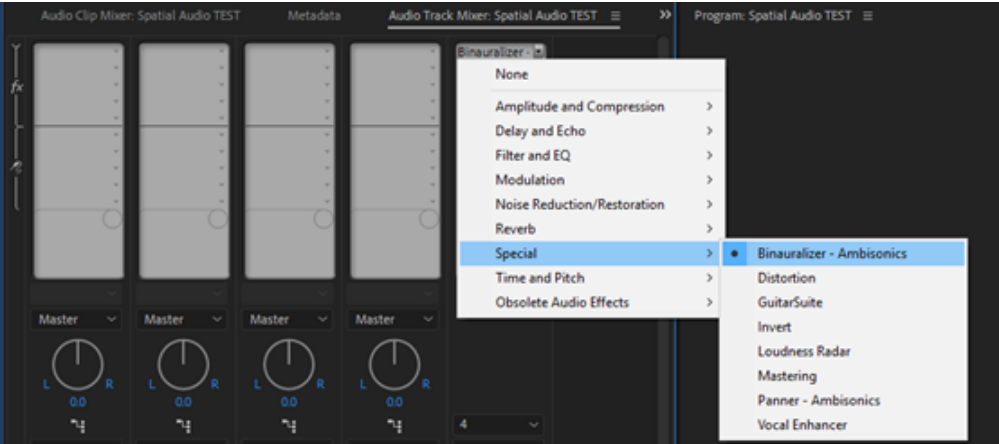 Audio Clip Mixer: Spatial Audio TEST
Metadata
Audio Track Mixer: Spatial Audio TEST
Program: Spatial Audio TEST
fx
Binauralizer -
None
Amplitude and Compression
Delay and Echo
Filter and EQ
Modulation
Noise Reduction/Restoration
Reverb
Special
Time and Pitch
Obsolete Audio Effects
Binauralizer - Ambisonics
Distortion
GuitarSuite
Invert
Loudness Radar
Mastering
Panner - Ambisonics
Vocal Enhancer
Master Master Master Master
L R L R L R L R
0.0 0.0 0.0 0.0
4